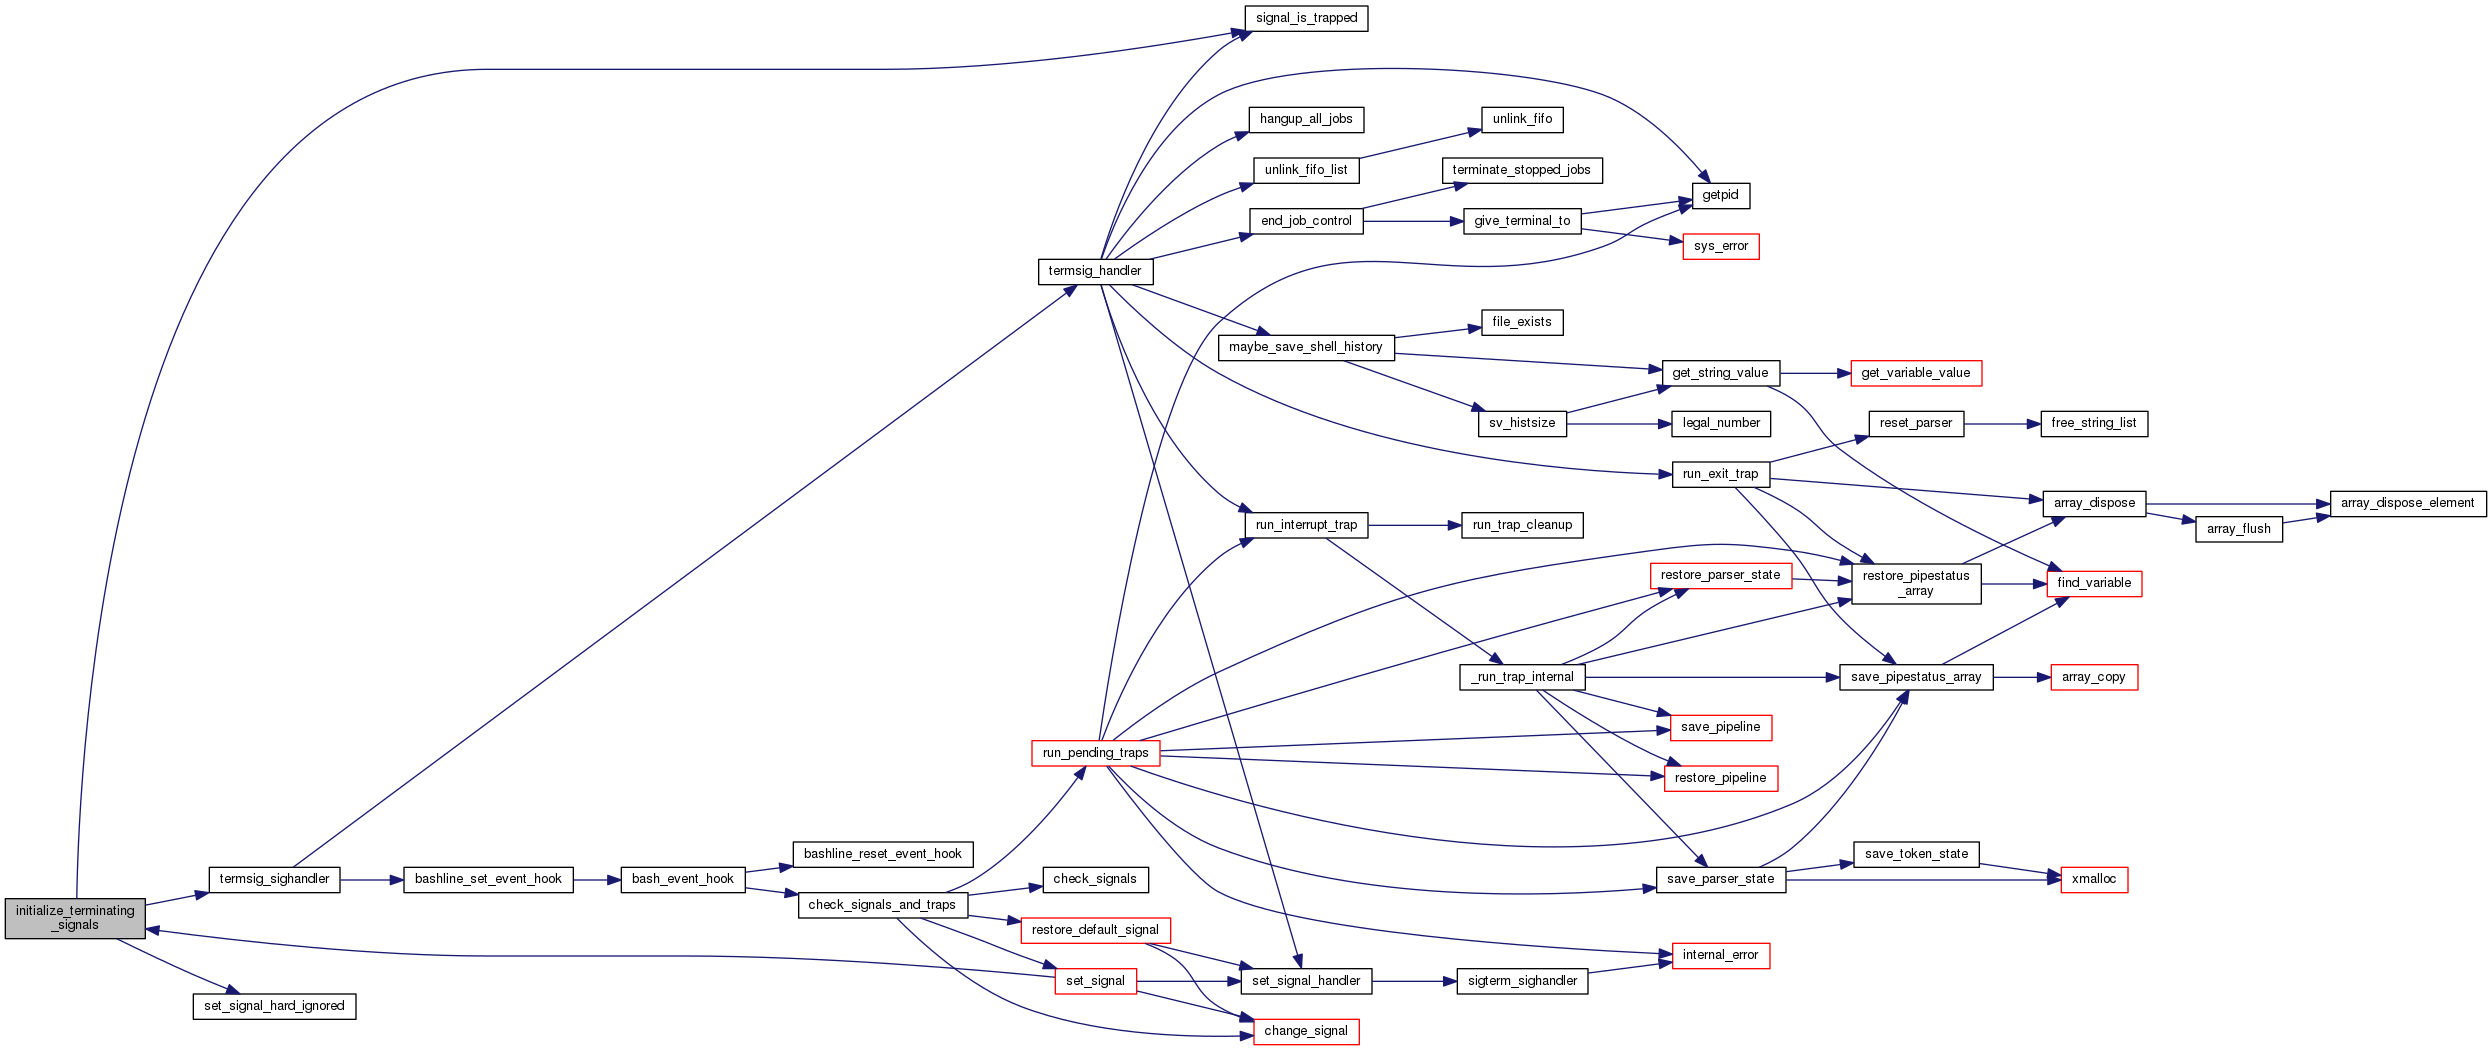 signal_is_trapped
hangup_all_jobs
unlink_fifo
unlink_fifo_list
terminate_stopped_jobs
getpid
end_job_control
give_terminal_to
sys_error
termsig_handler
file_exists
maybe_save_shell_history
get_string_value
get_variable_value
sv_histsize
legal_number
reset_parser
free_string_list
run_exit_trap
array_dispose
array_dispose_element
run_interrupt_trap
run_trap_cleanup
array_flush
restore_parser_state
restore_pipestatus
_array
find_variable
_run_trap_internal
save_pipestatus_array
array_copy
save_pipeline
run_pending_traps
restore_pipeline
bashline_reset_event_hook
save_token_state
termsig_sighandler
bashline_set_event_hook
bash_event_hook
check_signals
save_parser_state
xmalloc
check_signals_and_traps
initialize_terminating
_signals
restore_default_signal
internal_error
set_signal
set_signal_handler
sigterm_sighandler
set_signal_hard_ignored
change_signal